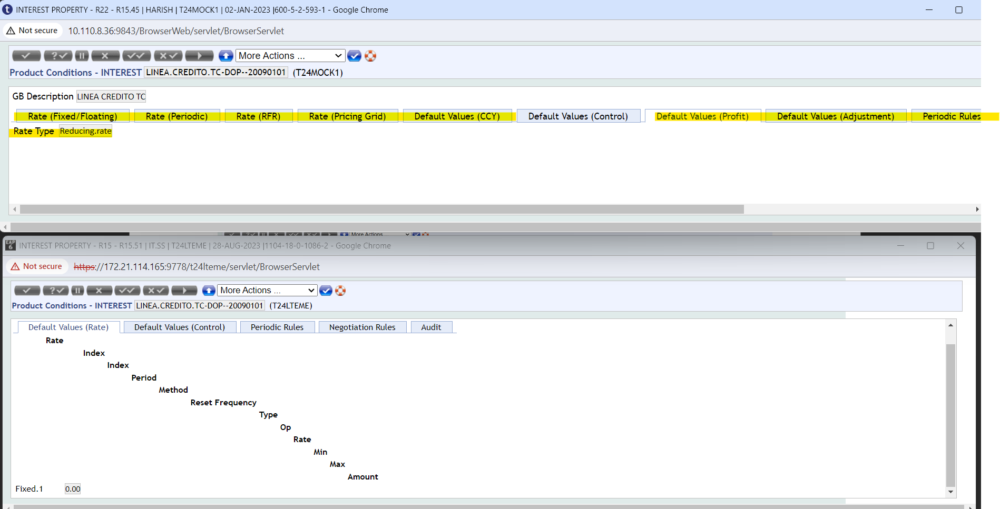 INTEREST PROPERTY - R22 - R15.45 | HARISH | T24MOCK1 | 02-JAN-2023 |600-5-2-593-1 - Google Chrome
Not secure 10.110.8.36:9843/BrowserWeb/servlet/BrowserServlet
More Actions ...
Product Conditions - INTEREST LINEA.CREDITO.TC-DOP--20090101 (T24MOCK1)
GB Description LINEA CREDITO TC
Rate (Fixed/Floating) Rate (Periodic) Rate (RFR) Rate (Pricing Grid) Default Values (CCY) Default Values (Control) Default Values (Profit) Default Values (Adjustment) Periodic Rules
Rate Type Reducing.rate
More Actions
EAP 6 INTEREST PROPERTY - R15 - R15.51 | IT.SS | T24LTEME | 28-AUG-2023 |1104-18-0-1086-2 - Google Chrome
Not secure https://172.21.114.165:9778/t24lteme/servlet/BrowserServlet
More Actions ...
Product Conditions - INTEREST LINEA.CREDITO.TC-DOP--20090101 (T24LTEME)
Default Values (Rate) Default Values (Control) Periodic Rules Negotiation Rules Audit
Rate
Index
Index
Period
Method
Reset Frequency
Type
Op
Rate
Min
Max
Amount
Fixed.1 0.00